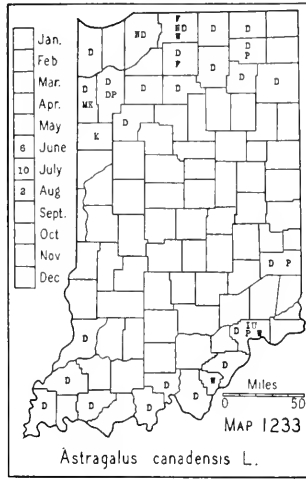 Jan.
Feb
Mar.
Apr.
May
6 June
10 July
2 Aug
Sept.
Oct
Nov
Dec
F
D ND ND D D
W
D D
F P
D D D D D D
MK DP
K D
D P
IU
D P W
D D
D W
D D D D D
Miles
0 50
MAP 1233
Astragalus canadensis L.